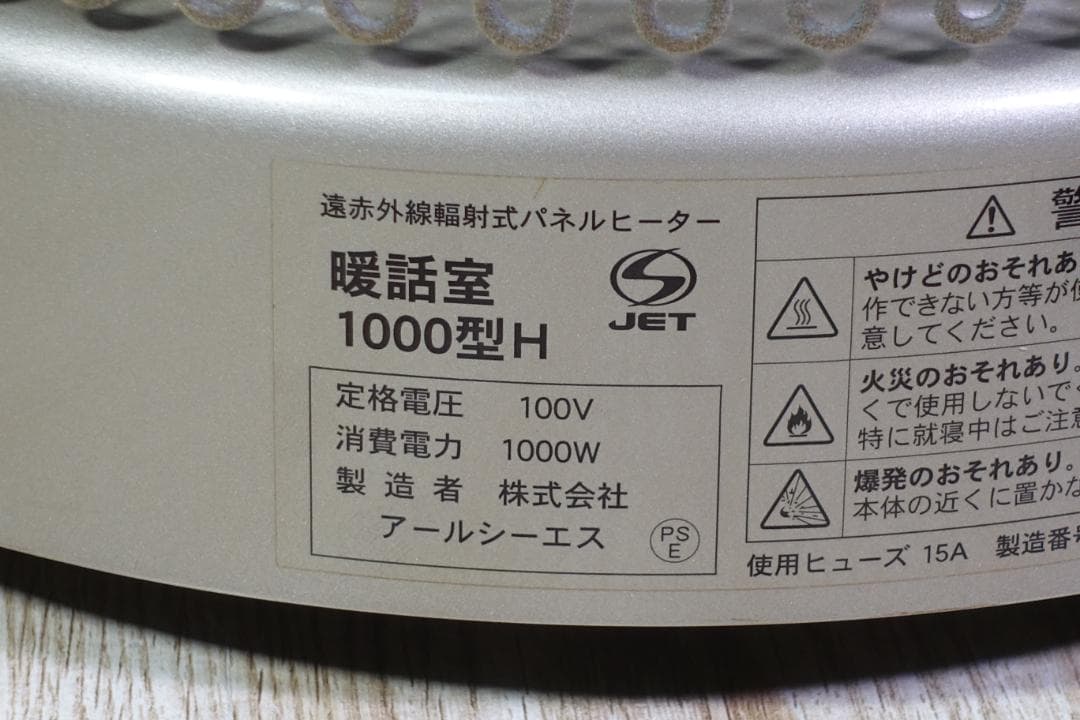 遠赤外線輻射式パネルヒーター
暖話室
1000型H
JET
定格電圧 100V
消費電力 1000W
製造者 株式会社
アールシーエス
PS
E
警
やけどのおそれあ
作できない方等が使
意してください。
火災のおそれあり。
くで使用しないでく
特に就寝中はご注意
爆発のおそれあり。
本体の近くに置かな
使用ヒューズ 15A 製造番号